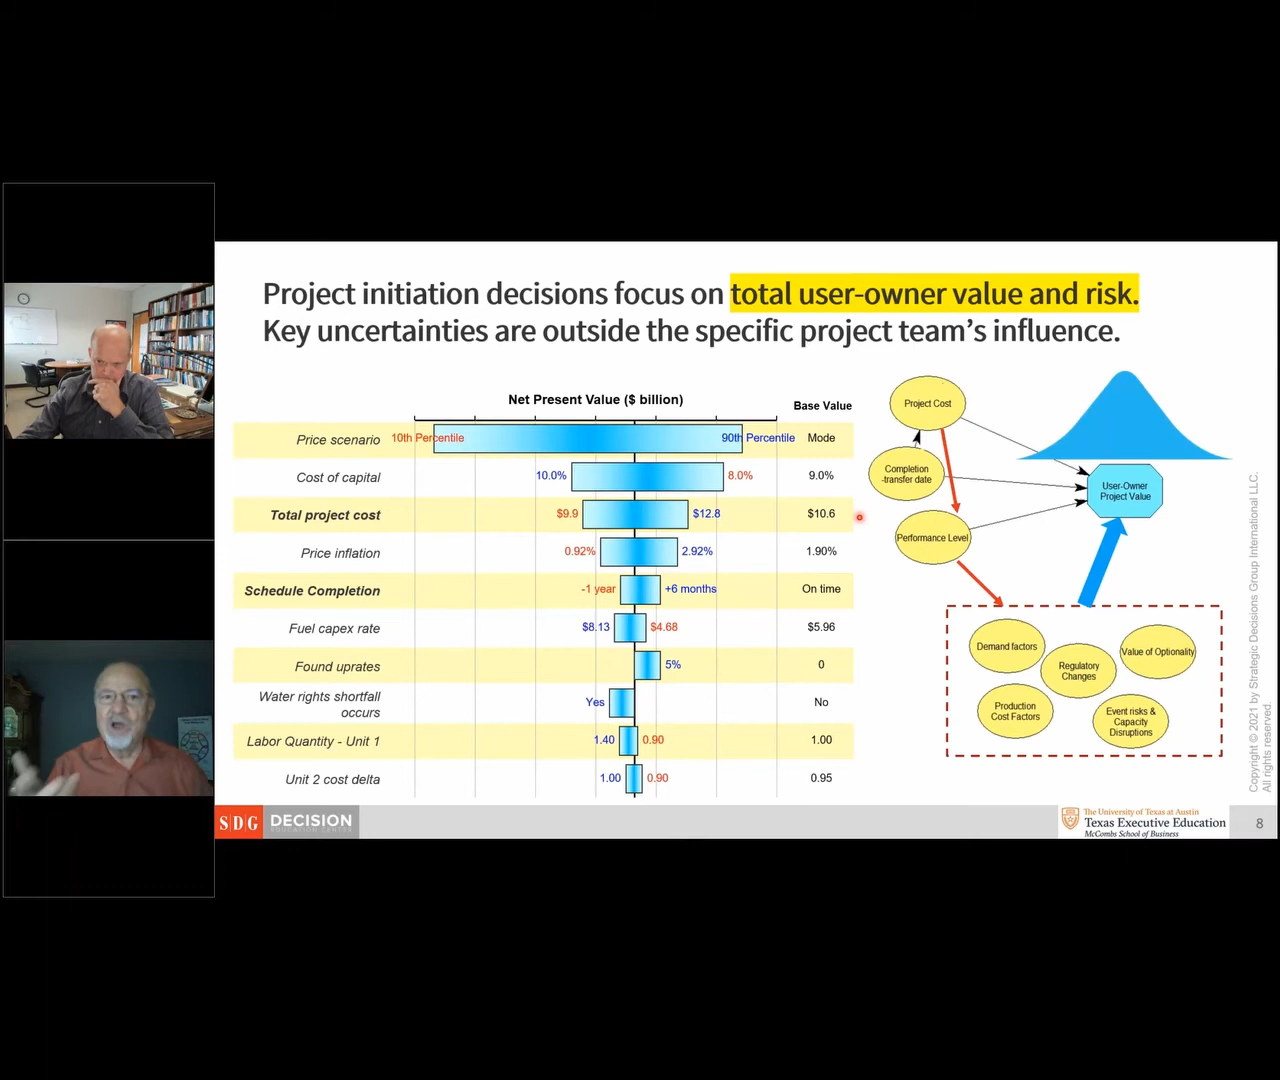 Project initiation decisions focus on total user-owner value and risk.
Key uncertainties are outside the specific project team's influence.
Net Present Value ($ billion)
Base Value
Price scenario 10th Percentile 90th Percentile Mode
Cost of capital 10.0% 8.0% 9.0%
Total project cost $9.9 $12.8 $10.6
Price inflation 0.92% 2.92% 1.90%
Schedule Completion -1 year +6 months On time
Fuel capex rate $8.13 $4.68 $5.96
Found uprates 5% 0
Water rights shortfall
occurs Yes No
Labor Quantity - Unit 1 1.40 0.90 1.00
Unit 2 cost delta 1.00 0.90 0.95
Project Cost
Completion
-transfer date
Performance Level
User-Owner
Project Value
Demand factors
Regulatory
Changes
Value of Optionality
Production
Cost Factors
Event risks &
Capacity
Disruptions
Copyright © 2021 by Strategic Decisions Group International LLC.
All rights reserved.
SDG DECISION
EDUCATION CENTER
The University of Texas at Austin
Texas Executive Education
McCombs School of Business
8